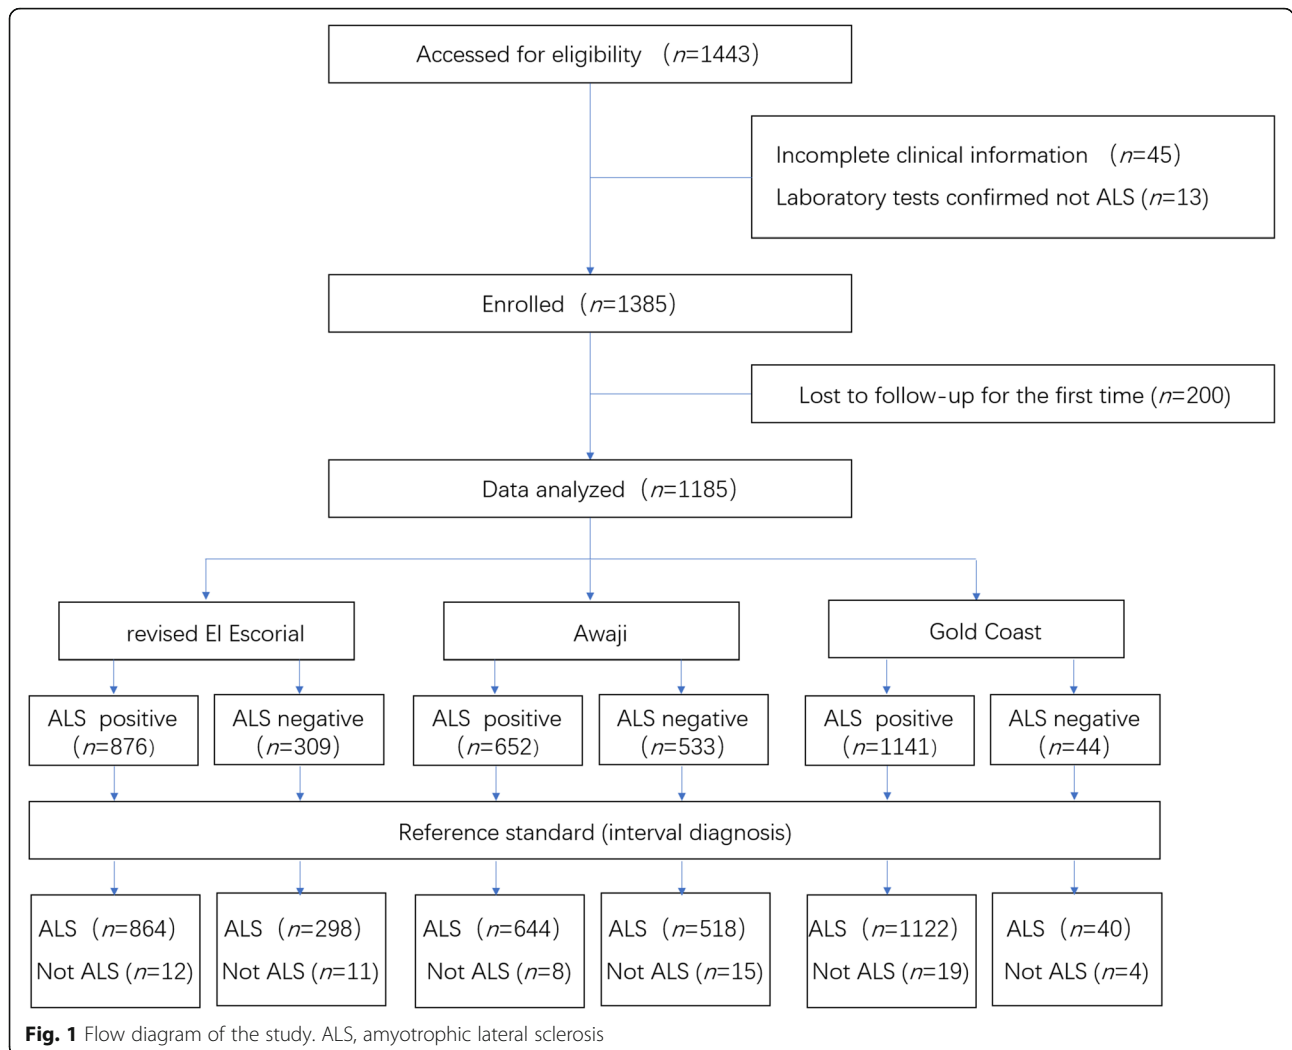 Accessed for eligibility （n=1443）
Incomplete clinical information （n=45）
Laboratory tests confirmed not ALS (n=13)
Enrolled（n=1385）
Lost to follow-up for the first time (n=200)
Data analyzed（n=1185）
revised El Escorial
Awaji
Gold Coast
ALS positive
(n=876）
ALS negative
(n=309)
ALS positive
(n=652）
ALS negative
(n=533)
ALS positive
(n=1141）
ALS negative
(n=44)
Reference standard (interval diagnosis)
ALS（n=864）
Not ALS (n=12)
ALS（n=298）
Not ALS (n=11)
ALS（n=644）
Not ALS (n=8)
ALS（n=518）
Not ALS (n=15)
ALS（n=1122）
Not ALS (n=19)
ALS（n=40）
Not ALS (n=4)
Fig. 1 Flow diagram of the study. ALS, amyotrophic lateral sclerosis